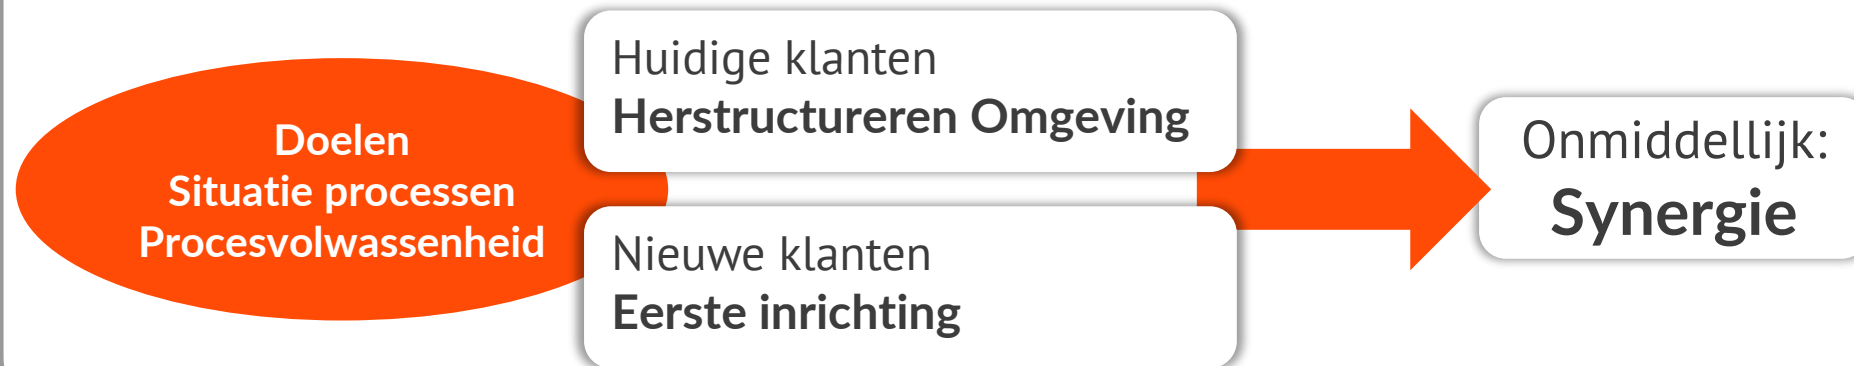 Doelen
Situatie processen
Procesvolwassenheid
Huidige klanten
Herstructureren Omgeving
Nieuwe klanten
Eerste inrichting
Onmiddellijk:
Synergie